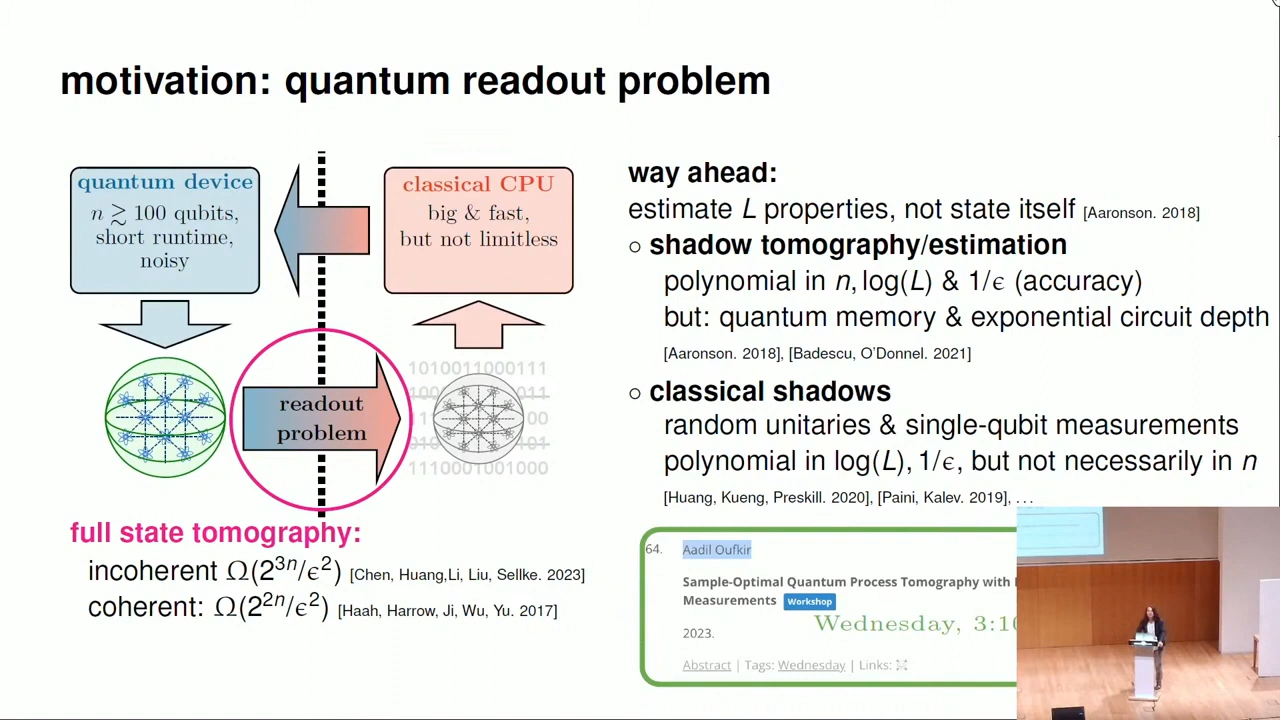 motivation: quantum readout problem
quantum device
n ≳ 100 qubits,
short runtime,
noisy
classical CPU
big & fast,
but not limitless
readout
problem
1010011000111
1110001001000
full state tomography:
incoherent Ω(2^{3n}/ϵ²) [Chen, Huang,Li, Liu, Sellke. 2023]
coherent: Ω(2^{2n}/ϵ²) [Haah, Harrow, Ji, Wu, Yu. 2017]
way ahead:
estimate L properties, not state itself [Aaronson. 2018]
○ shadow tomography/estimation
polynomial in n, log(L) & 1/ϵ (accuracy)
but: quantum memory & exponential circuit depth
[Aaronson. 2018], [Badescu, O'Donnel. 2021]
○ classical shadows
random unitaries & single-qubit measurements
polynomial in log(L), 1/ϵ, but not necessarily in n
[Huang, Kueng, Preskill. 2020], [Paini, Kalev. 2019], ...
64. Aadil Oufkir
Sample-Optimal Quantum Process Tomography with
Measurements Workshop
Wednesday, 3:1
2023.
Abstract | Tags: Wednesday | Links: